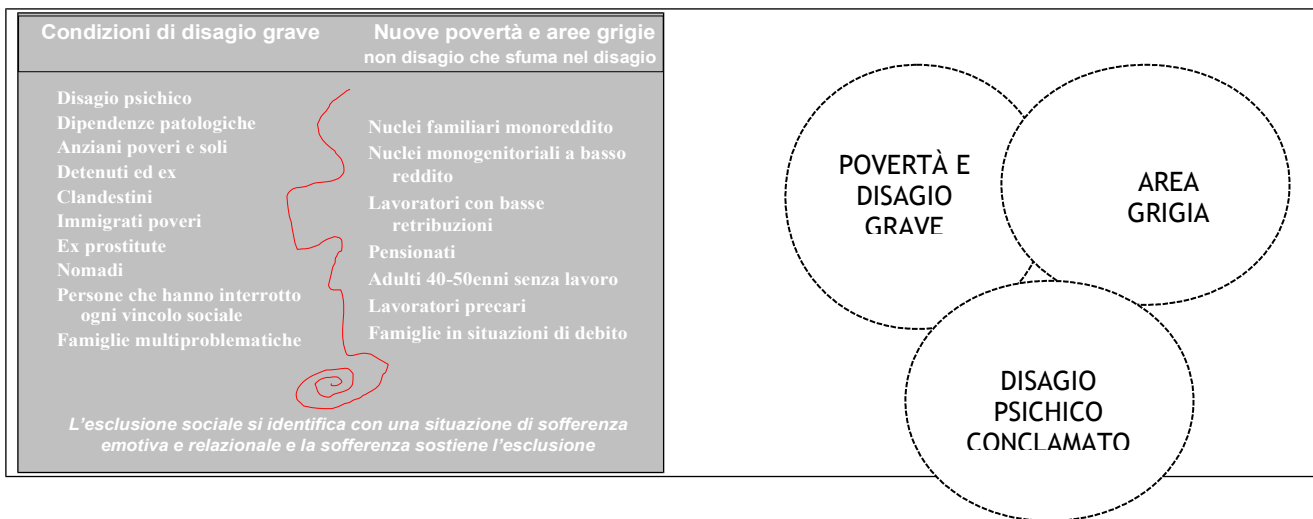 Condizioni di disagio grave
Nuove povertà e aree grigie
non disagio che sfuma nel disagio
Disagio psichico
Dipendenze patologiche
Anziani poveri e soli
Detenuti ed ex
Clandestini
Immigrati poveri
Ex prostitute
Nomadi
Persone che hanno interrotto
ogni vincolo sociale
Famiglie multiproblematiche
Nuclei familiari monoreddito
Nuclei monogenitoriali a basso
reddito
Lavoratori con basse
retribuzioni
Pensionati
Adulti 40-50enni senza lavoro
Lavoratori precari
Famiglie in situazioni di debito
L'esclusione sociale si identifica con una situazione di sofferenza
emotiva e relazionale e la sofferenza sostiene l'esclusione
POVERTÀ E
DISAGIO
GRAVE
AREA
GRIGIA
DISAGIO
PSICHICO
CONCLAMATO